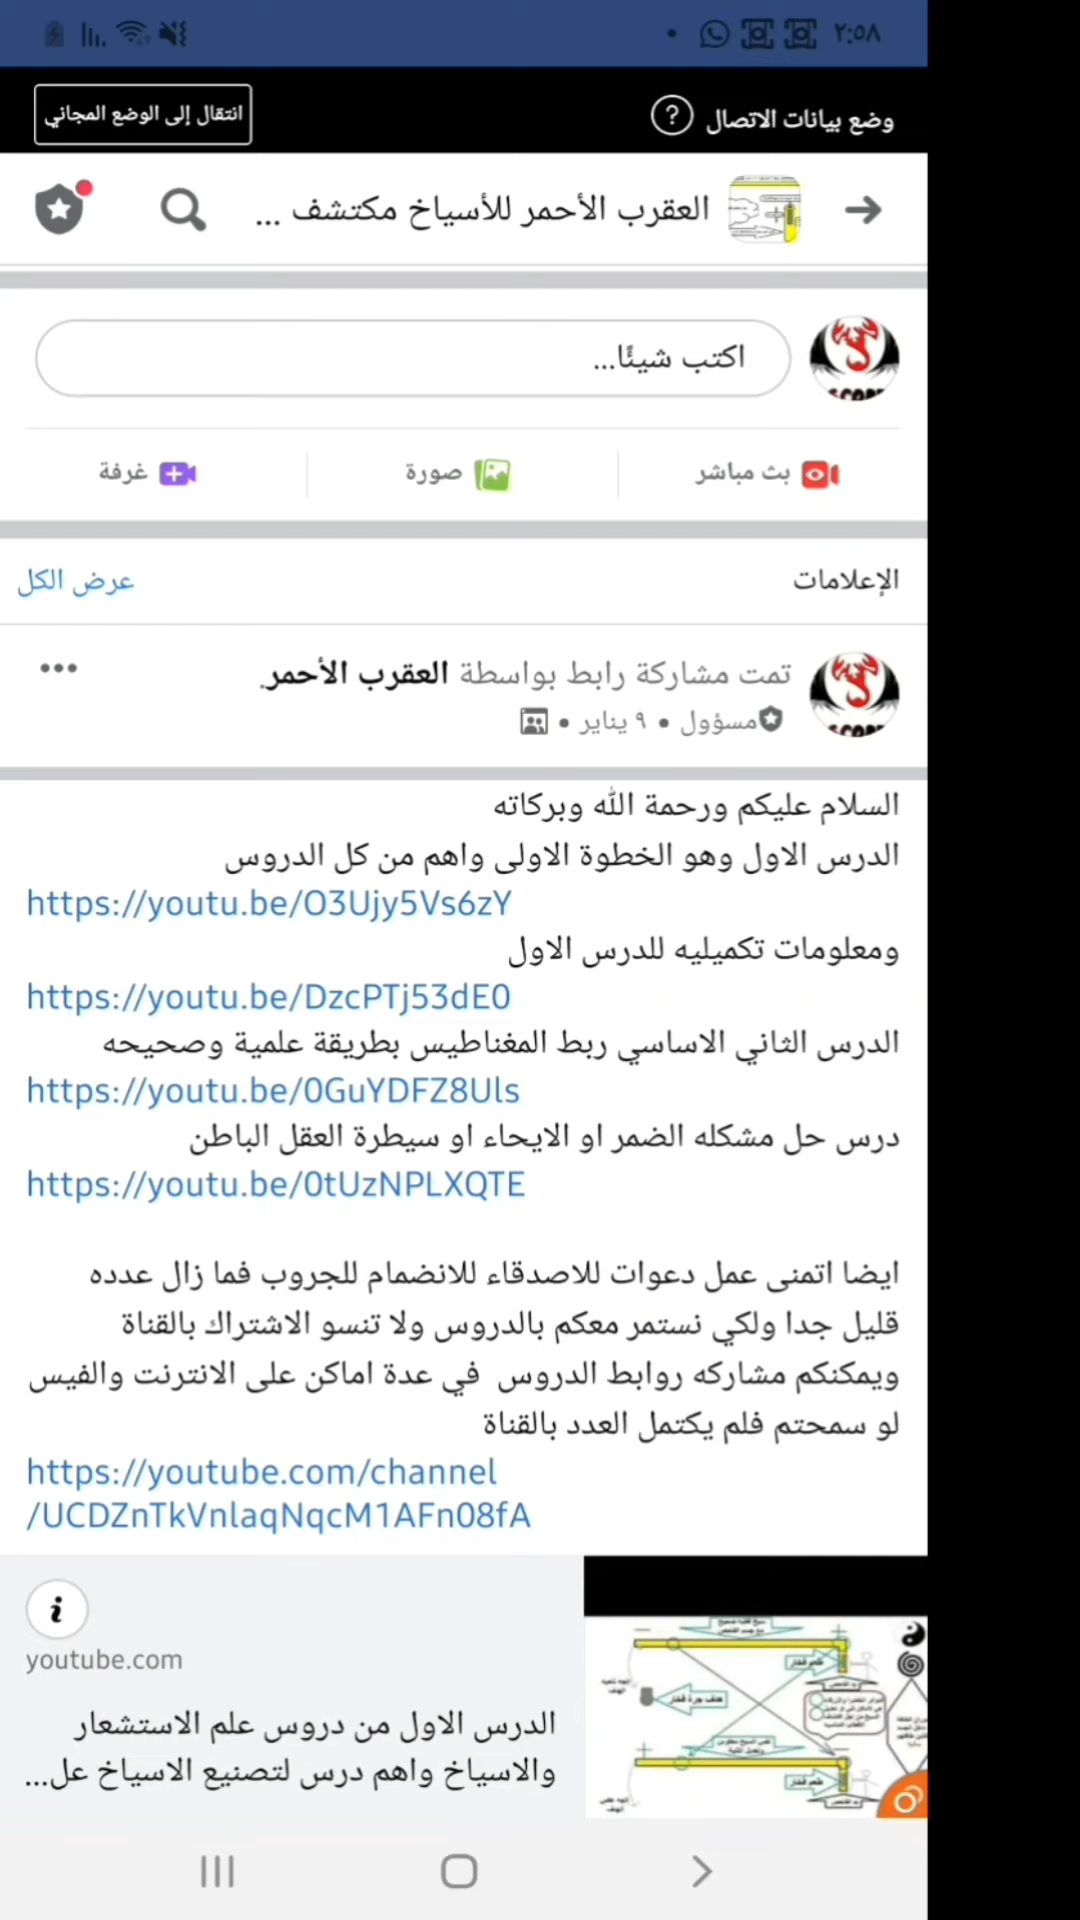 ٢:٥٨
وضع بيانات الاتصال ?
انتقال إلى الوضع المجاني
العقرب الأحمر للأسياخ مكتشف ...
اكتب شيئًا...
بث مباشر
صورة
غرفة
الإعلامات
عرض الكل
تمت مشاركة رابط بواسطة العقرب الأحمر.
مسؤول • ٩ يناير •
السلام عليكم ورحمة الله وبركاته
الدرس الاول وهو الخطوة الاولى واهم من كل الدروس
https://youtu.be/O3Ujy5Vs6zY
ومعلومات تكميليه للدرس الاول
https://youtu.be/DzcPTj53dE0
الدرس الثاني الاساسي ربط المغناطيس بطريقة علمية وصحيحه
https://youtu.be/0GuYDFZ8Uls
درس حل مشكله الضمر او الايحاء او سيطرة العقل الباطن
https://youtu.be/0tUzNPLXQTE
ايضا اتمنى عمل دعوات للاصدقاء للانضمام للجروب فما زال عدده
قليل جدا ولكي نستمر معكم بالدروس ولا تنسو الاشتراك بالقناة
ويمكنكم مشاركه روابط الدروس في عدة اماكن على الانترنت والفيس
لو سمحتم فلم يكتمل العدد بالقناة
https://youtube.com/channel
/UCDZnTkVnlaqNqcM1AFn08fA
youtube.com
الدرس الاول من دروس علم الاستشعار
والاسياخ واهم درس لتصنيع الاسياخ عل...